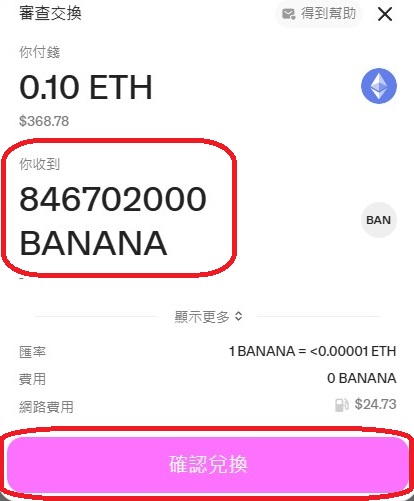 審查交換
得到幫助
你付錢
0.10 ETH
$368.78
你收到
846702000
BANANA
BAN
顯示更多
匯率 1 BANANA = <0.00001 ETH
費用 0 BANANA
網路費用 $24.73
確認兌換